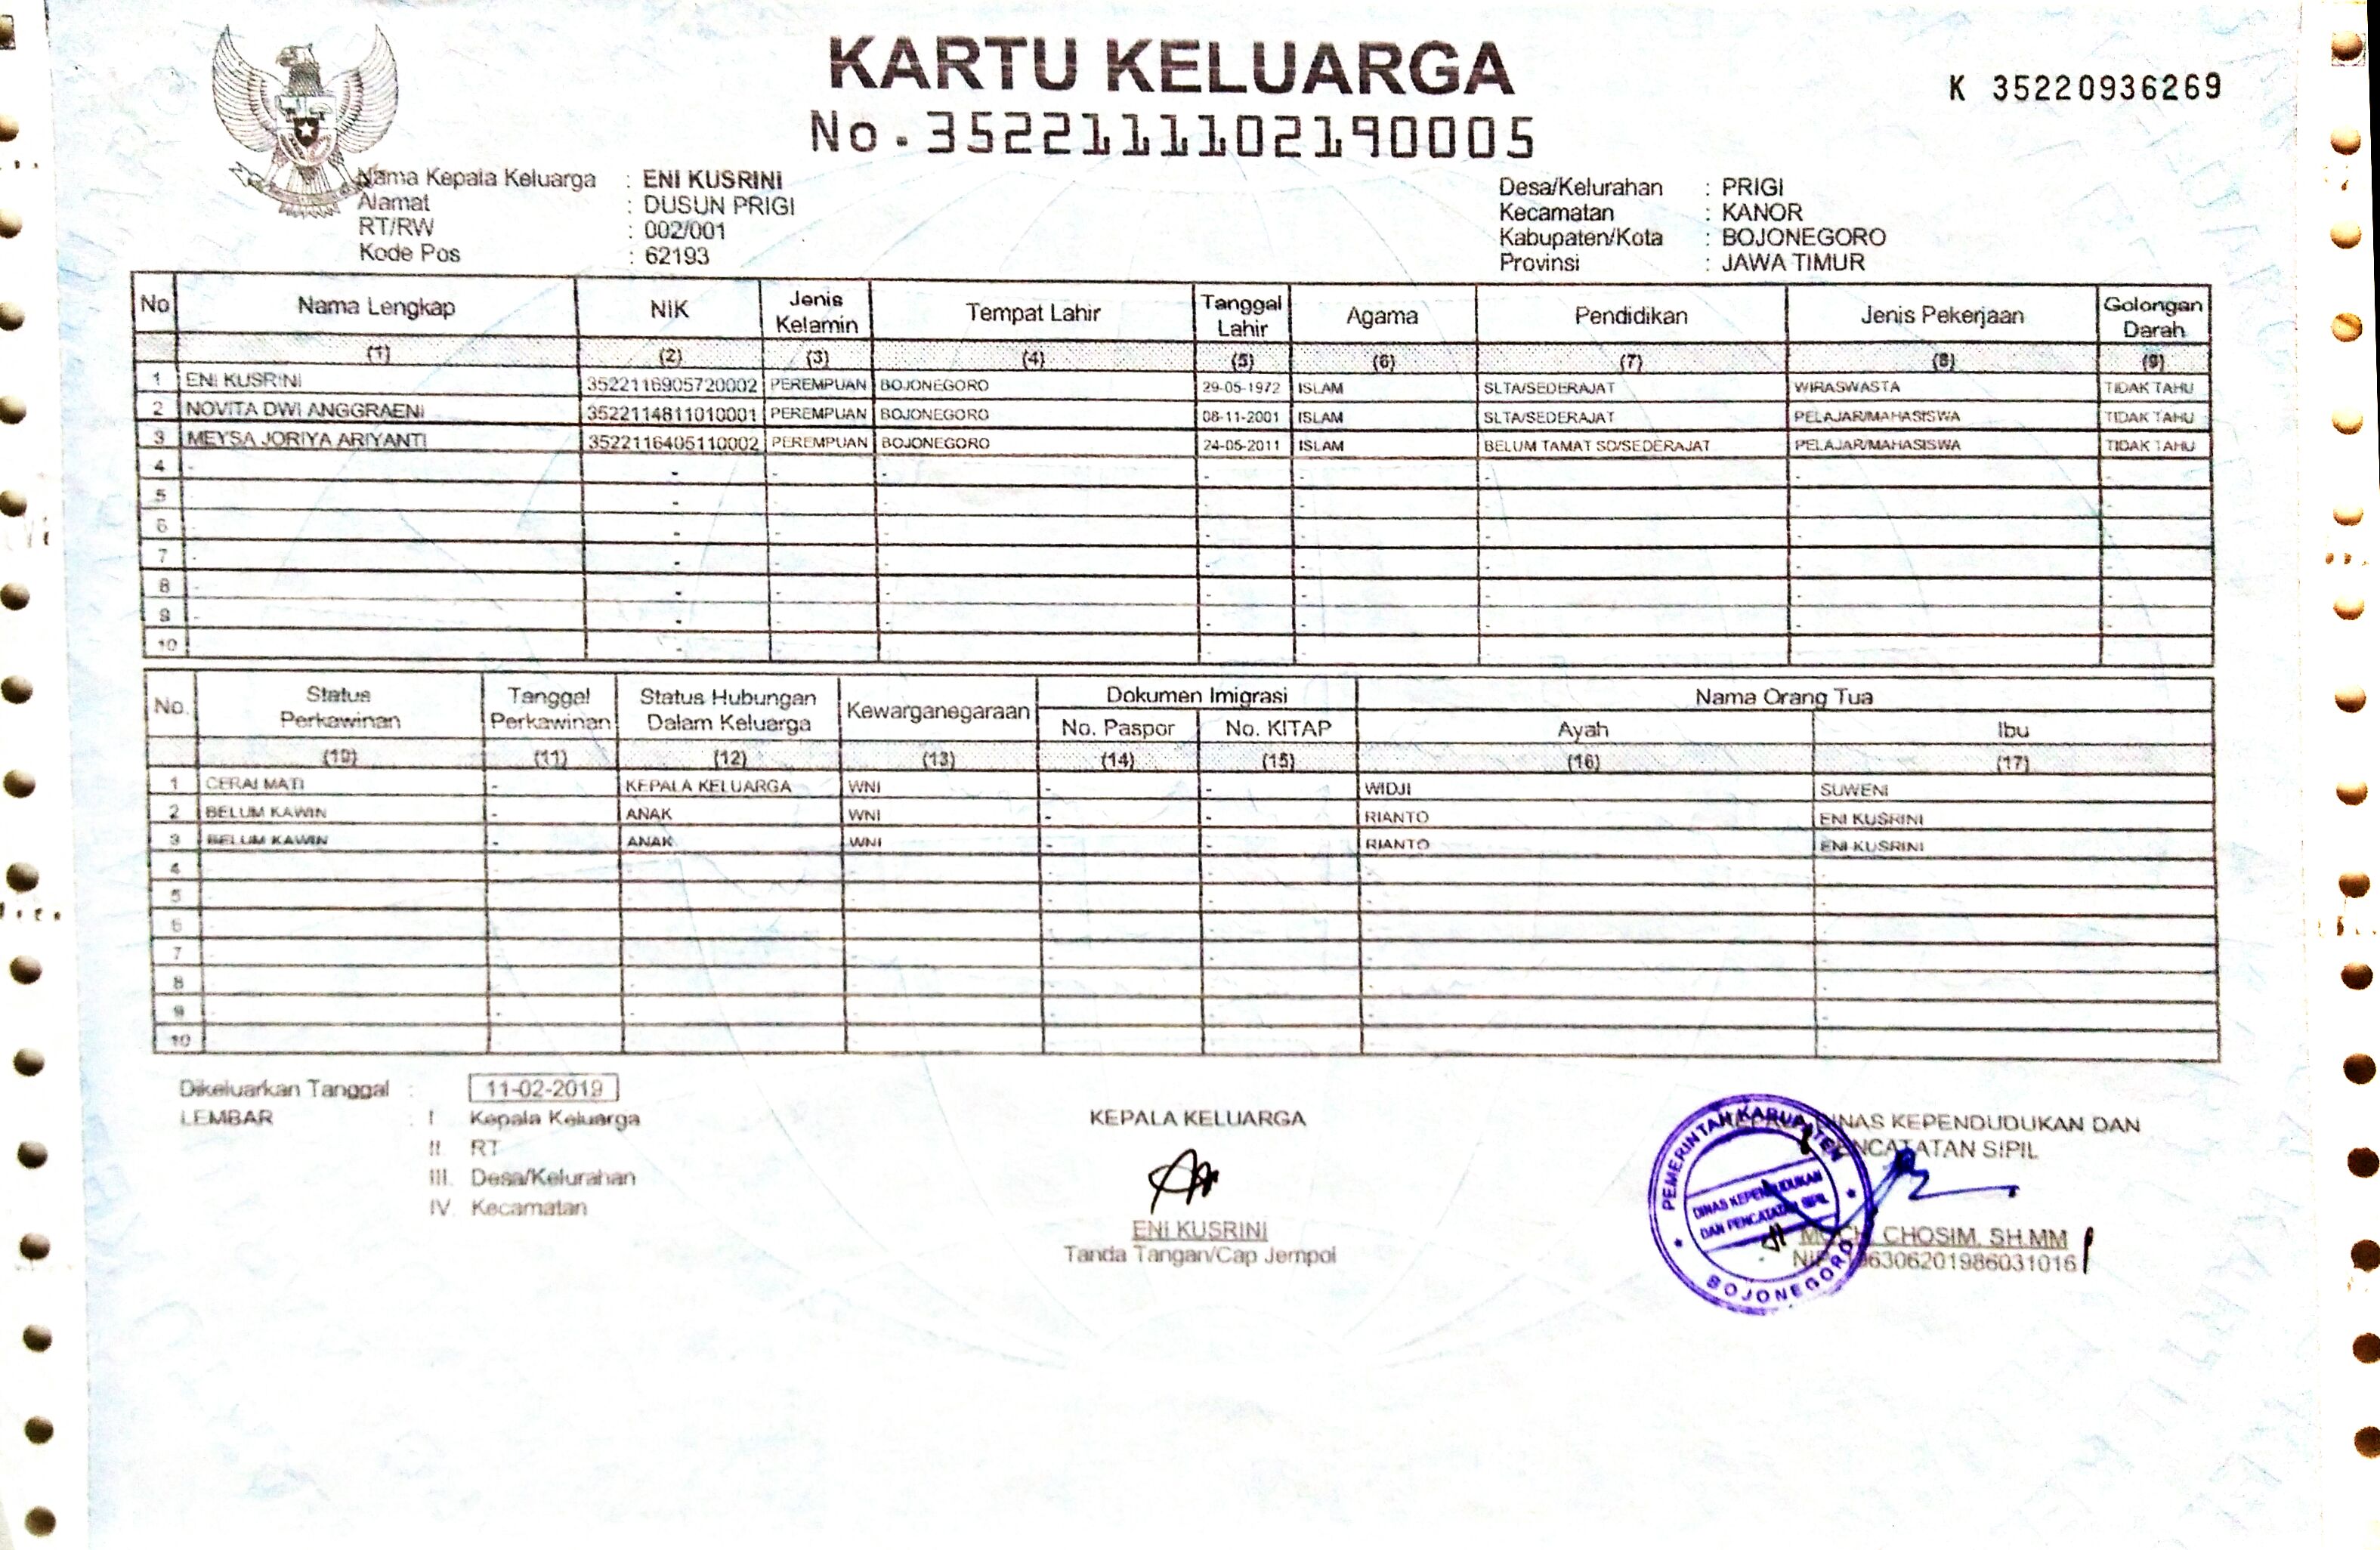 KARTU KELUARGA
No. 3522111102190005
K 35220936269
Nama Kepala Keluarga : ENI KUSRINI
Alamat : DUSUN PRIGI
RT/RW : 002/001
Kode Pos : 62193
Desa/Kelurahan : PRIGI
Kecamatan : KANOR
Kabupaten/Kota : BOJONEGORO
Provinsi : JAWA TIMUR
No Nama Lengkap NIK Jenis Kelamin Tempat Lahir Tanggal Lahir Agama Pendidikan Jenis Pekerjaan Golongan Darah
(1) (2) (3) (4) (5) (6) (7) (8) (9)
1 ENI KUSRINI 3522116905720002 PEREMPUAN BOJONEGORO 29-05-1972 ISLAM SLTA/SEDERAJAT WIRASWASTA TIDAK TAHU
2 NOVITA DWI ANGGRAENI 3522114811010001 PEREMPUAN BOJONEGORO 08-11-2001 ISLAM SLTA/SEDERAJAT PELAJAR/MAHASISWA TIDAK TAHU
3 MEYSA JORIYA ARIYANTI 3522116405110002 PEREMPUAN BOJONEGORO 24-05-2011 ISLAM BELUM TAMAT SD/SEDERAJAT PELAJAR/MAHASISWA TIDAK TAHU
4 - - - - - - - - -
5 - - - - - - - - -
6 - - - - - - - - -
7 - - - - - - - - -
8 - - - - - - - - -
9 - - - - - - - - -
10 - - - - - - - - -
No. Status Perkawinan Tanggal Perkawinan Status Hubungan Dalam Keluarga Kewarganegaraan Dokumen Imigrasi Nama Orang Tua
No. Paspor No. KITAP Ayah Ibu
(10) (11) (12) (13) (14) (15) (16) (17)
1 CERAI MATI - KEPALA KELUARGA WNI - - WIDJI SUWENI
2 BELUM KAWIN - ANAK WNI - - RIANTO ENI KUSRINI
3 BELUM KAWIN - ANAK WNI - - RIANTO ENI KUSRINI
4 - - - - - - - -
5 - - - - - - - -
6 - - - - - - - -
7 - - - - - - - -
8 - - - - - - - -
9 - - - - - - - -
10 - - - - - - - -
Dikeluarkan Tanggal : 11-02-2019
LEMBAR : I Kepala Keluarga
II RT
III. Desa/Kelurahan
IV. Kecamatan
KEPALA KELUARGA
ENI KUSRINI
Tanda Tangan/Cap Jempol
DINAS KEPENDUDUKAN DAN
PENCATATAN SIPIL
CHOSIM, SH.MM
PEMERINTAH KABUPATEN
DINAS KEPENDUDUKAN
DAN PENCATATAN SIPIL
BOJONEGORO